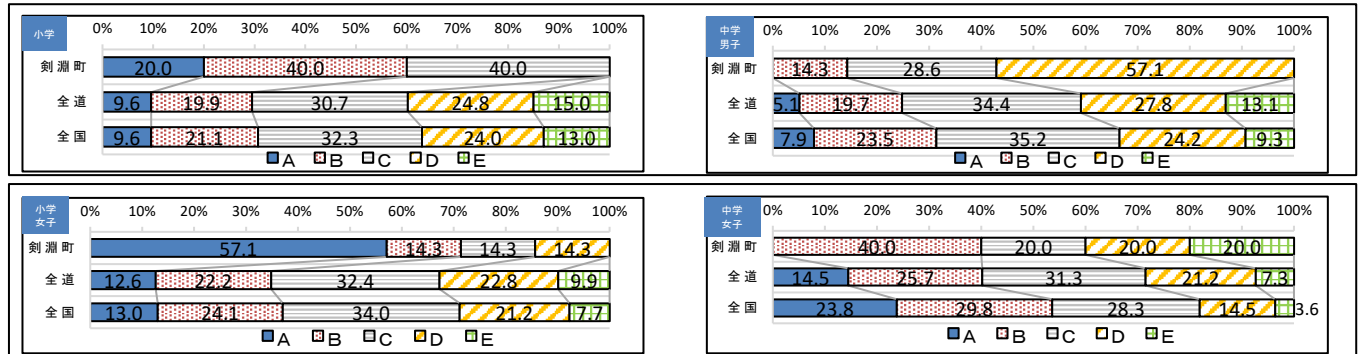 小学
0% 10% 20% 30% 40% 50% 60% 70% 80% 90% 100%
剣淵町 20.0 40.0 40.0
全道 9.6 19.9 30.7 24.8 15.0
全国 9.6 21.1 32.3 24.0 13.0
A B C D E
中学
男子
0% 10% 20% 30% 40% 50% 60% 70% 80% 90% 100%
剣淵町 14.3 28.6 57.1
全道 5.1 19.7 34.4 27.8 13.1
全国 7.9 23.5 35.2 24.2 9.3
A B C D E
小学
女子
0% 10% 20% 30% 40% 50% 60% 70% 80% 90% 100%
剣淵町 57.1 14.3 14.3 14.3
全道 12.6 22.2 32.4 22.8 9.9
全国 13.0 24.1 34.0 21.2 7.7
A B C D E
中学
女子
0% 10% 20% 30% 40% 50% 60% 70% 80% 90% 100%
剣淵町 40.0 20.0 20.0 20.0
全道 14.5 25.7 31.3 21.2 7.3
全国 23.8 29.8 28.3 14.5 3.6
A B C D E